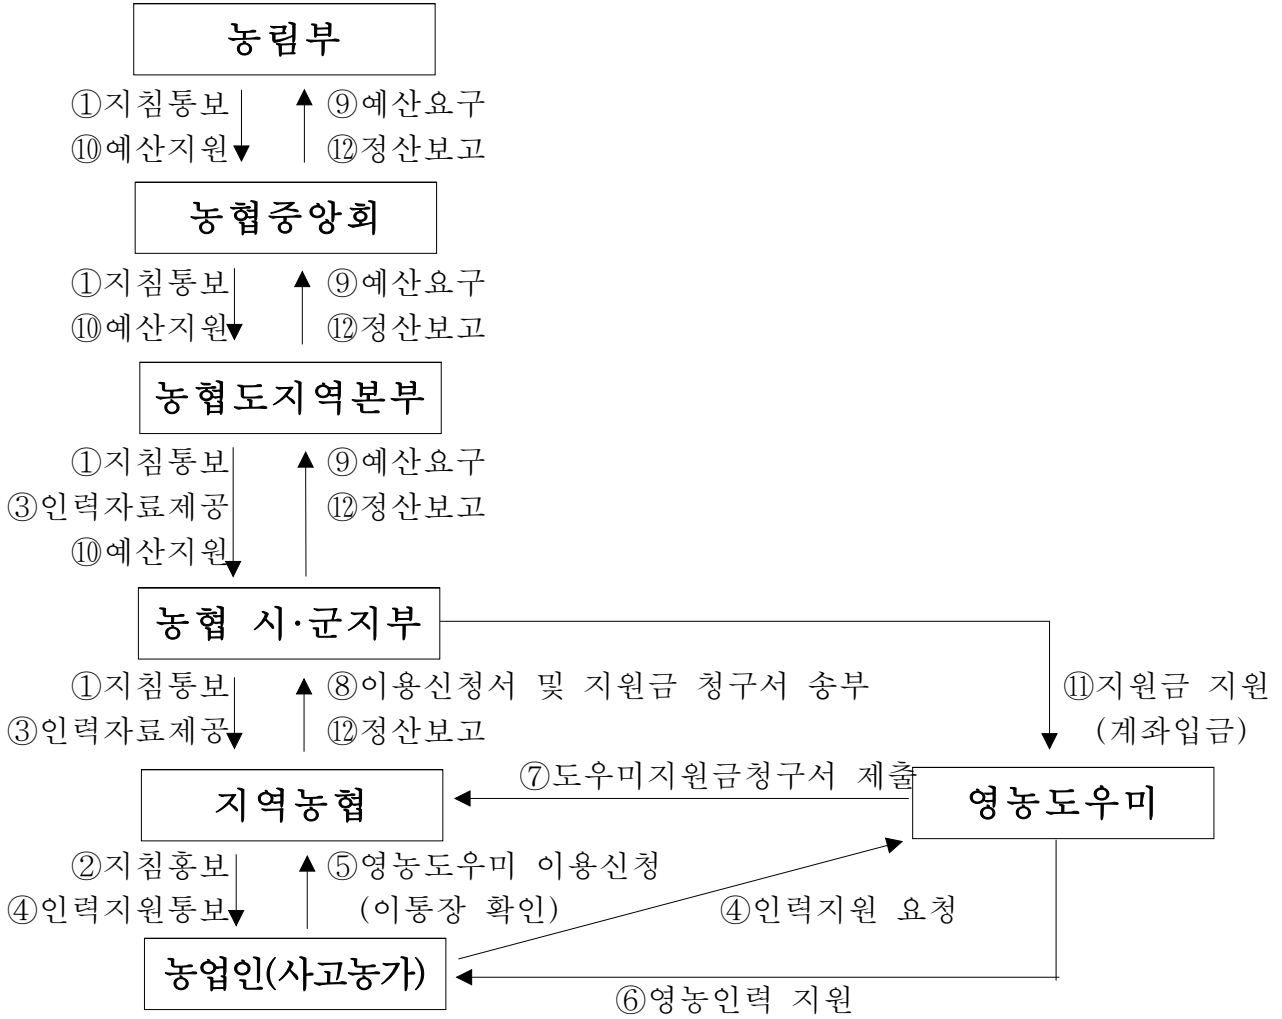 농림부
①지침통보
⑨예산요구
⑩예산지원
⑫정산보고
농협중앙회
①지침통보
⑨예산요구
⑩예산지원
⑫정산보고
농협도지역본부
①지침통보
⑨예산요구
③인력자료제공
⑫정산보고
⑩예산지원
농협 시·군지부
①지침통보
⑧이용신청서 및 지원금 청구서 송부
⑪지원금 지원
③인력자료제공
⑫정산보고
(계좌입금)
⑦도우미지원금청구서 제출
지역농협
영농도우미
②지침홍보
⑤영농도우미 이용신청
④인력지원통보
(이통장 확인)
④인력지원 요청
농업인(사고농가)
⑥영농인력 지원